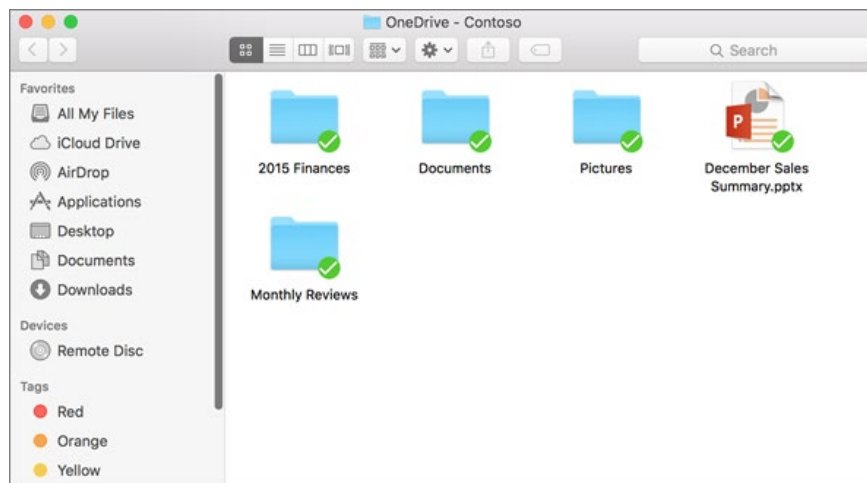 OneDrive - Contoso
Search
Favorites
All My Files
iCloud Drive
AirDrop
Applications
Desktop
Documents
Downloads
Devices
Remote Disc
Tags
Red
Orange
Yellow
2015 Finances
Documents
Pictures
P
December Sales
Summary.pptx
Monthly Reviews